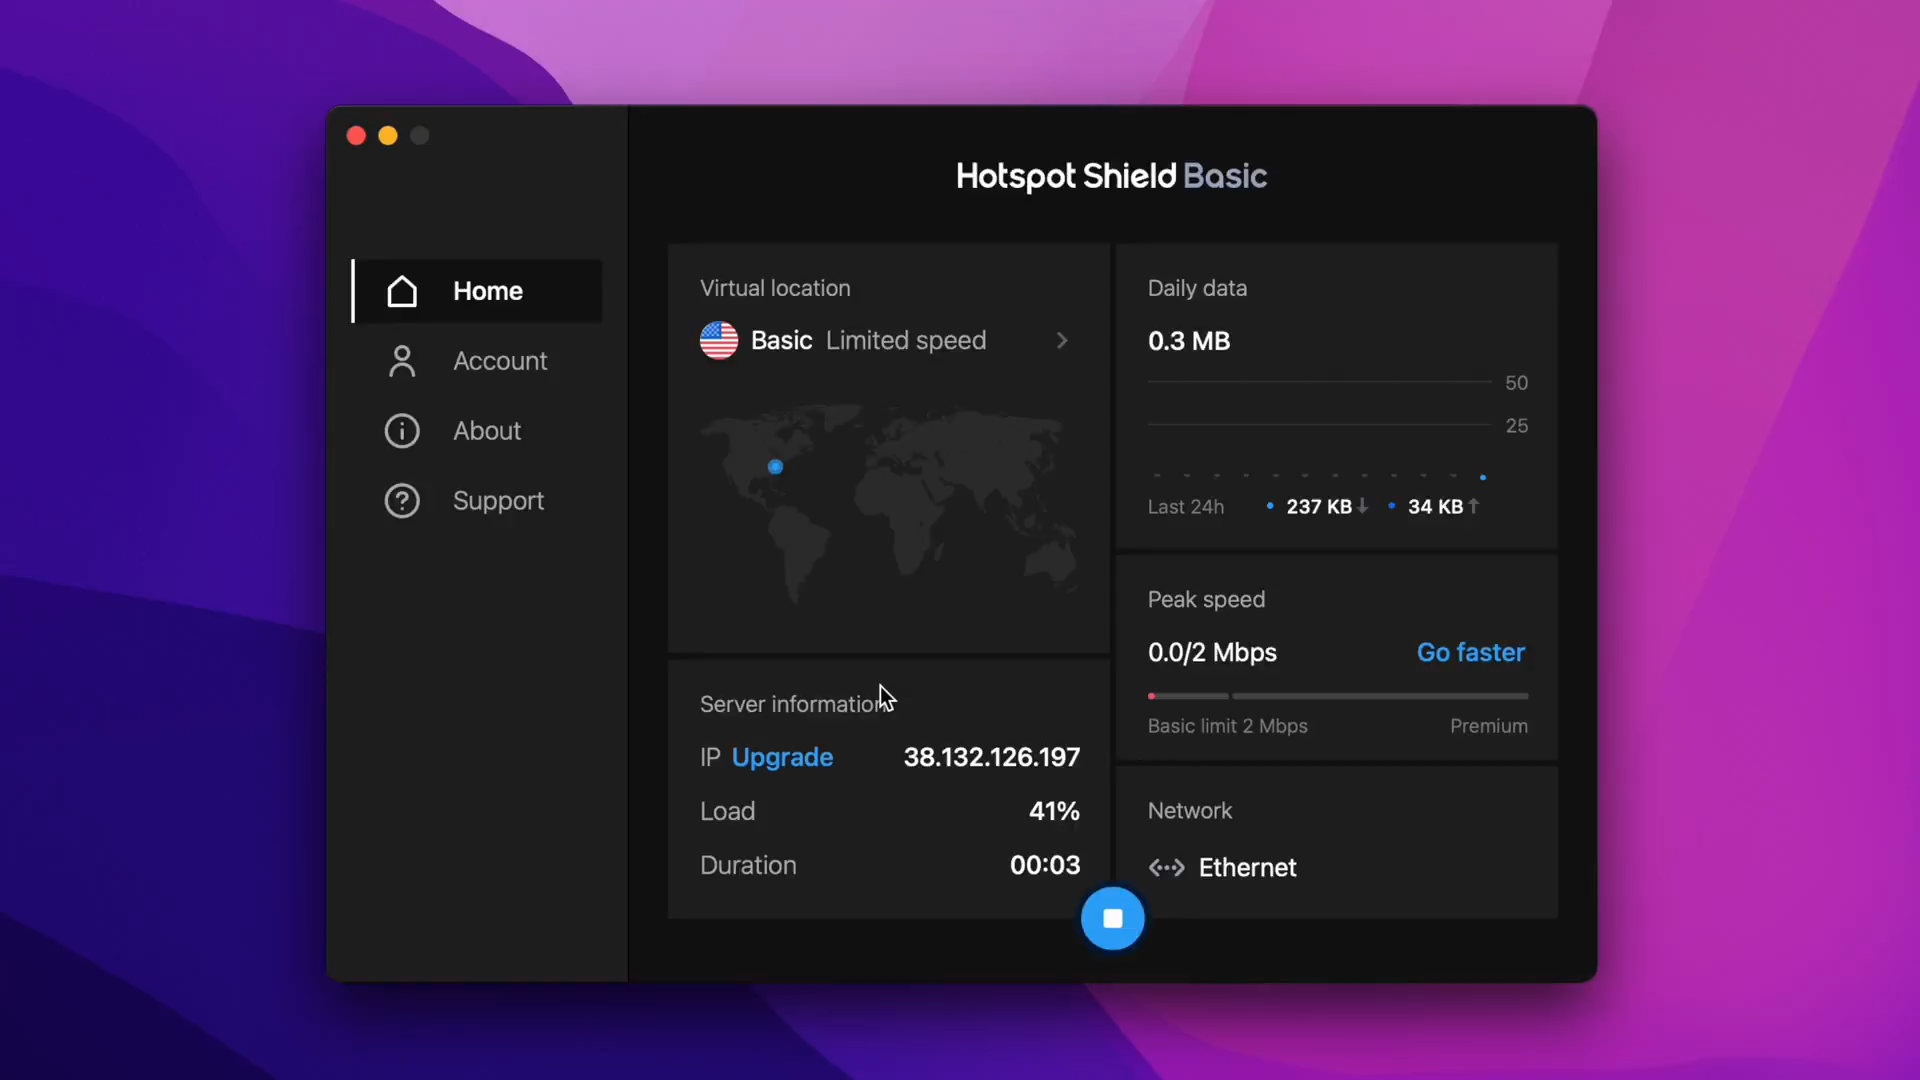 Hotspot Shield Basic
Home
Account
About
Support
Virtual location
Basic Limited speed
Daily data
0.3 MB
50
25
Last 24h 237 KB 34 KB
Peak speed
0.0/2 Mbps Go faster
Basic limit 2 Mbps Premium
Server information
IP Upgrade 38.132.126.197
Load 41%
Duration 00:03
Network
Ethernet